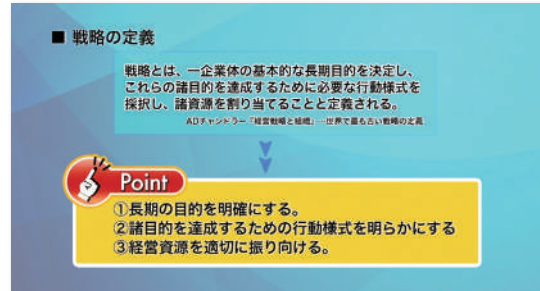 ■ 戦略の定義
戦略とは、一企業体の基本的な長期目的を決定し、
これらの諸目的を達成するために必要な行動様式を
採択し、諸資源を割り当てることと定義される。
ADチャンドラー「経営戦略と組織」―世界で最も古い戦略の定義
Point
①長期の目的を明確にする。
②諸目的を達成するための行動様式を明らかにする
③経営資源を適切に振り向ける。